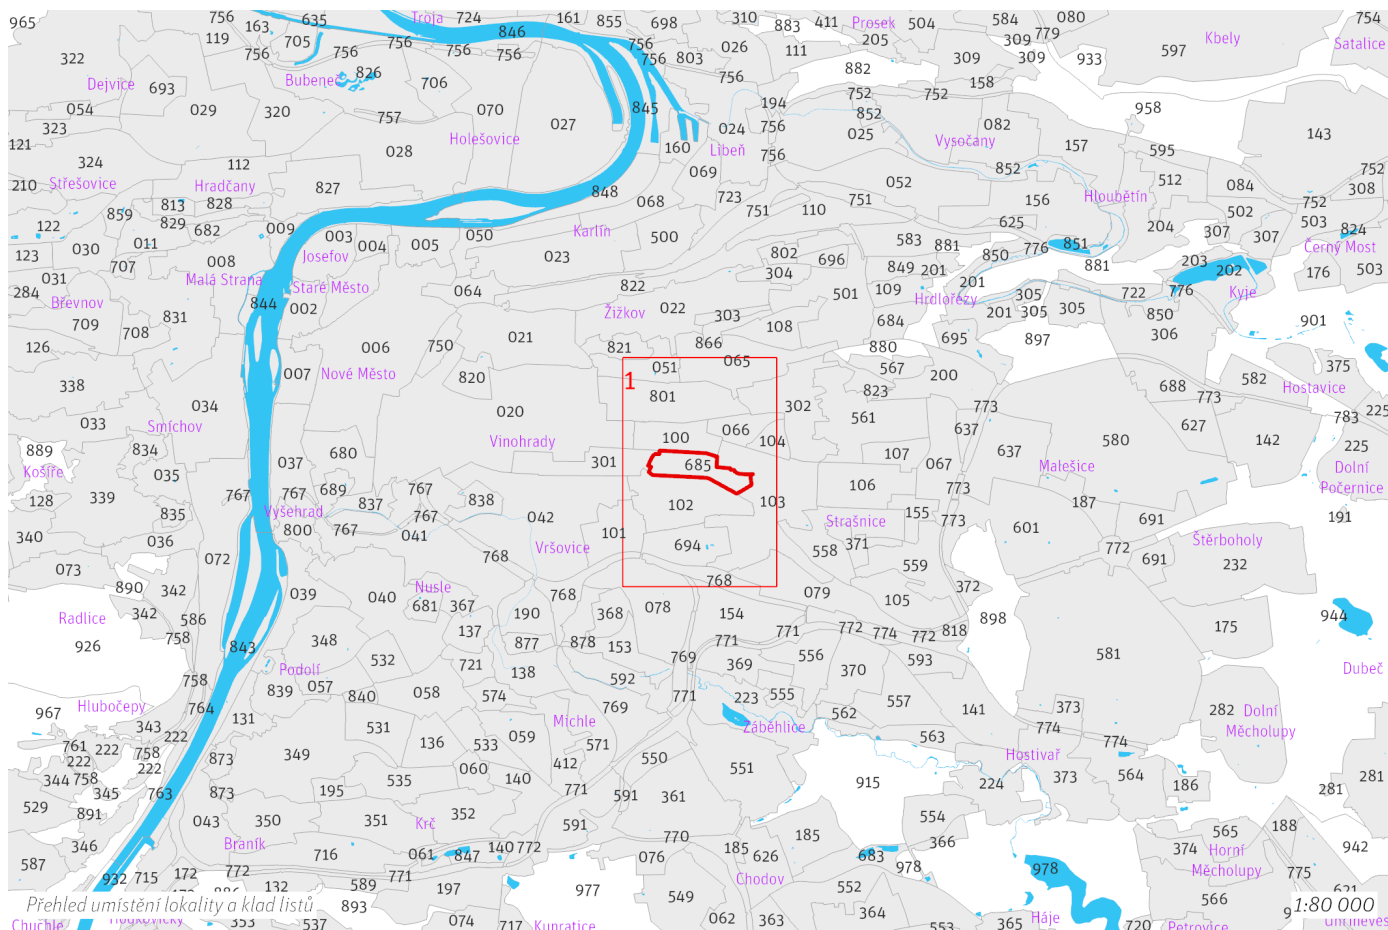 965 756 163 635 Troja 724 161 855 698 310 883 411 Prosek 504 584 080 754
119 705 756 756 756 846 756 756 756 803 026 111 205 309 309 779 309 933 597 Kbely Satalice
322 Dejvice 693 Bubeneč 826 706 756 882 158
054 029 320 757 070 027 845 194 752 852 752 958
323 121 028 Holešovice 024 756 025 082 Vysočany 157 143
324 112 160 Libeň 756 852 595
210 Střešovice Hradčany 827 848 069 052 512 084 752 308
122 859 813 828 829 682 009 068 723 751 110 751 156 Hloubětín 502 752
123 030 011 003 004 005 050 Karlín 500 625 204 307 307 503 824
707 008 Josefov 023 802 696 583 881 850 776 851 881 203 202 Černý Most
031 284 Malá Strana Staré Město 064 822 304 849 201 201 176 503
Břevnov 844 002 Žižkov 022 501 109 Hrdlořezy 305 722 776 Kyje
709 708 831 021 303 108 684 201 305 305 850 306 901
126 006 750 821 866 065 880 695 897
338 007 Nové Město 820 051 567 200 375
034 1 801 823 688 582 Hostavice
033 Smíchov 020 066 302 561 773 773 783 225
889 834 Vinohrady 100 104 637 637 580 627 142 225
Košíře 035 037 680 301 685 107 067 Malešice Dolní
128 339 767 767 689 837 767 838 106 773 187 Počernice
835 Vyšehrad 767 102 103 155 691 191
340 036 800 767 041 042 101 Strašnice 773 601 Štěrboholy
072 768 Vršovice 694 558 371 772 691 232
073 890 342 Nusle 768 559 372
342 039 040 681 367 768 079 105
Radlice 586 190 368 078 154 898 944
926 758 348 137 877 878 153 771 771 772 774 772 818 175
843 532 721 138 769 369 556 370 593 581
758 Podolí 592 771 Dubeč
839 057 840 058 574 769 223 555 557
967 Hlubočepy 764 131 Michle 562 141 373 282 Dolní
343 222 531 059 571 Záběhlice 563 774 Měcholupy
761 222 758 222 873 349 136 533 550 Hostivař 774
222 344 758 535 060 140 412 551 915 224 373 564 186 281
529 345 763 873 195 771 591 361 281
891 043 350 351 352 591 554 565 188
346 Krč 770 185 366 374 Horní 942
587 Braník 716 061 847 140 772 076 185 626 683 978 978 Měcholupy 775
932 715 172 772 132 589 771 197 977 549 Chodov 552 566
Přehled umístění lokality a klad listů 893 1:80 000
Chuchle 353 537 074 717 Kunratice 062 363 364 553 365 Háje 720 Petrovice